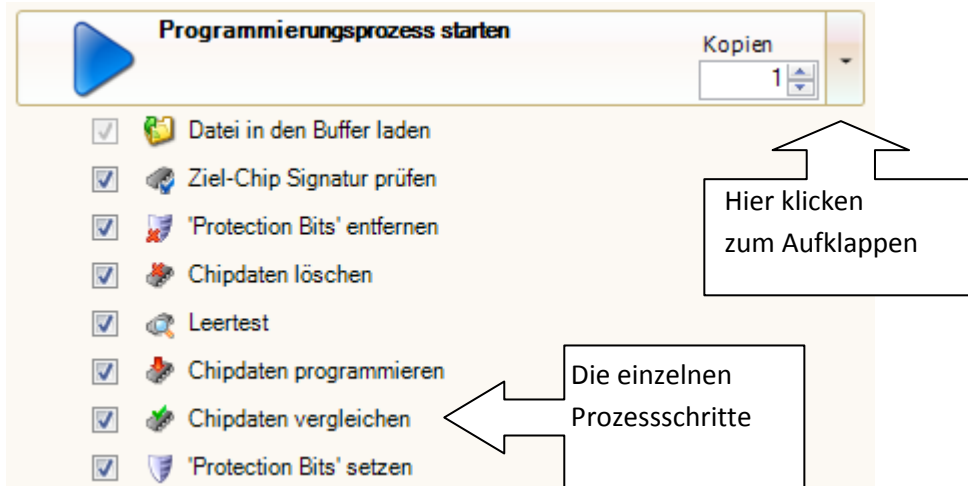 Programmierungsprozess starten
Kopien
1
Datei in den Buffer laden
Ziel-Chip Signatur prüfen
'Protection Bits' entfernen
Chipdaten löschen
Leertest
Chipdaten programmieren
Chipdaten vergleichen
'Protection Bits' setzen
Hier klicken
zum Aufklappen
Die einzelnen
Prozessschritte